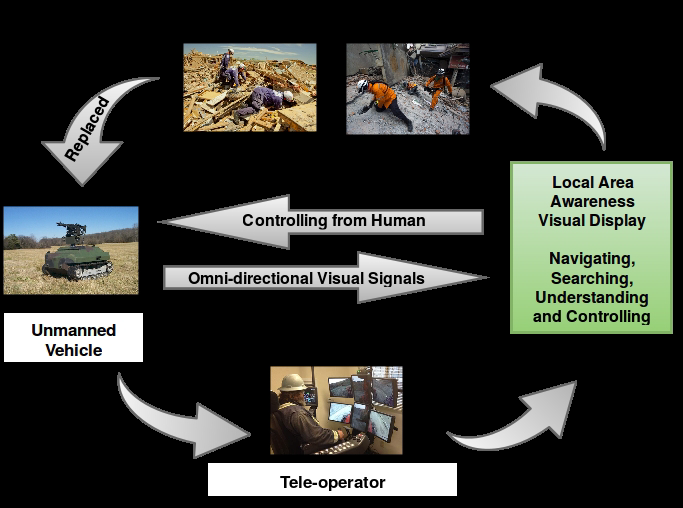 Replaced
Local Area
Awareness
Visual Display
Navigating,
Searching,
Understanding
and Controlling
Controlling from Human
Omni-directional Visual Signals
Unmanned
Vehicle
Tele-operator